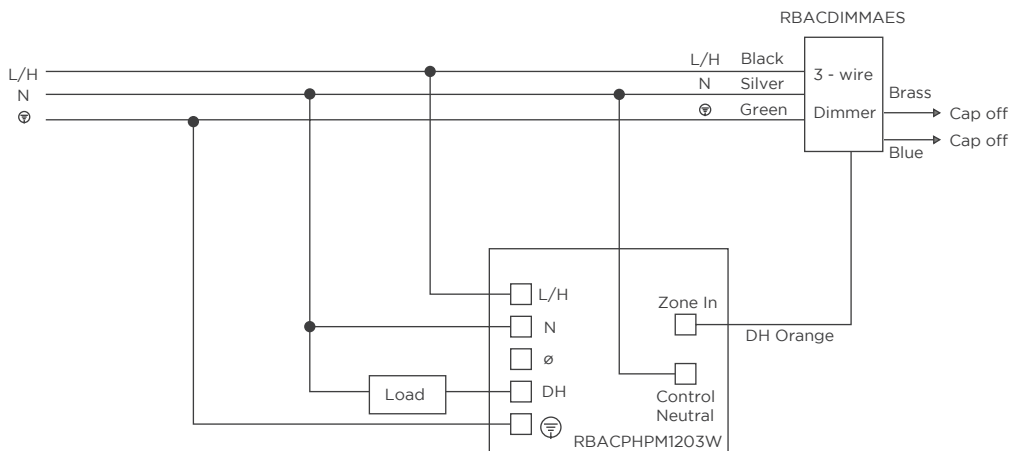 RBACDIMMAES
L/H
N
L/H Black
N Silver
Green
3 - wire
Dimmer
Brass
Cap off
Blue
Cap off
L/H
N
ø
DH
Load
Zone In
DH Orange
Control
Neutral
RBACPHPM1203W